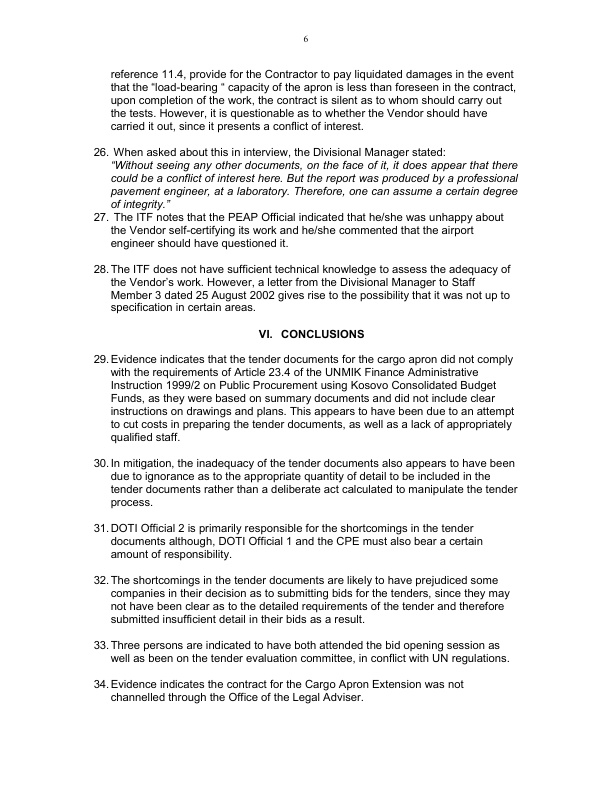 6
reference 11.4, provide for the Contractor to pay liquidated damages in the event
that the "load-bearing " capacity of the apron is less than foreseen in the contract,
upon completion of the work, the contract is silent as to whom should carry out
the tests. However, it is questionable as to whether the Vendor should have
carried it out, since it presents a conflict of interest.
26. When asked about this in interview, the Divisional Manager stated:
"Without seeing any other documents, on the face of it, it does appear that there
could be a conflict of interest here. But the report was produced by a professional
pavement engineer, at a laboratory. Therefore, one can assume a certain degree
of integrity."
27. The ITF notes that the PEAP Official indicated that he/she was unhappy about
the Vendor self-certifying its work and he/she commented that the airport
engineer should have questioned it.
28. The ITF does not have sufficient technical knowledge to assess the adequacy of
the Vendor's work. However, a letter from the Divisional Manager to Staff
Member 3 dated 25 August 2002 gives rise to the possibility that it was not up to
specification in certain areas.
VI. CONCLUSIONS
29. Evidence indicates that the tender documents for the cargo apron did not comply
with the requirements of Article 23.4 of the UNMIK Finance Administrative
Instruction 1999/2 on Public Procurement using Kosovo Consolidated Budget
Funds, as they were based on summary documents and did not include clear
instructions on drawings and plans. This appears to have been due to an attempt
to cut costs in preparing the tender documents, as well as a lack of appropriately
qualified staff.
30. In mitigation, the inadequacy of the tender documents also appears to have been
due to ignorance as to the appropriate quantity of detail to be included in the
tender documents rather than a deliberate act calculated to manipulate the tender
process.
31. DOTI Official 2 is primarily responsible for the shortcomings in the tender
documents although, DOTI Official 1 and the CPE must also bear a certain
amount of responsibility.
32. The shortcomings in the tender documents are likely to have prejudiced some
companies in their decision as to submitting bids for the tenders, since they may
not have been clear as to the detailed requirements of the tender and therefore
submitted insufficient detail in their bids as a result.
33. Three persons are indicated to have both attended the bid opening session as
well as been on the tender evaluation committee, in conflict with UN regulations.
34. Evidence indicates the contract for the Cargo Apron Extension was not
channelled through the Office of the Legal Adviser.